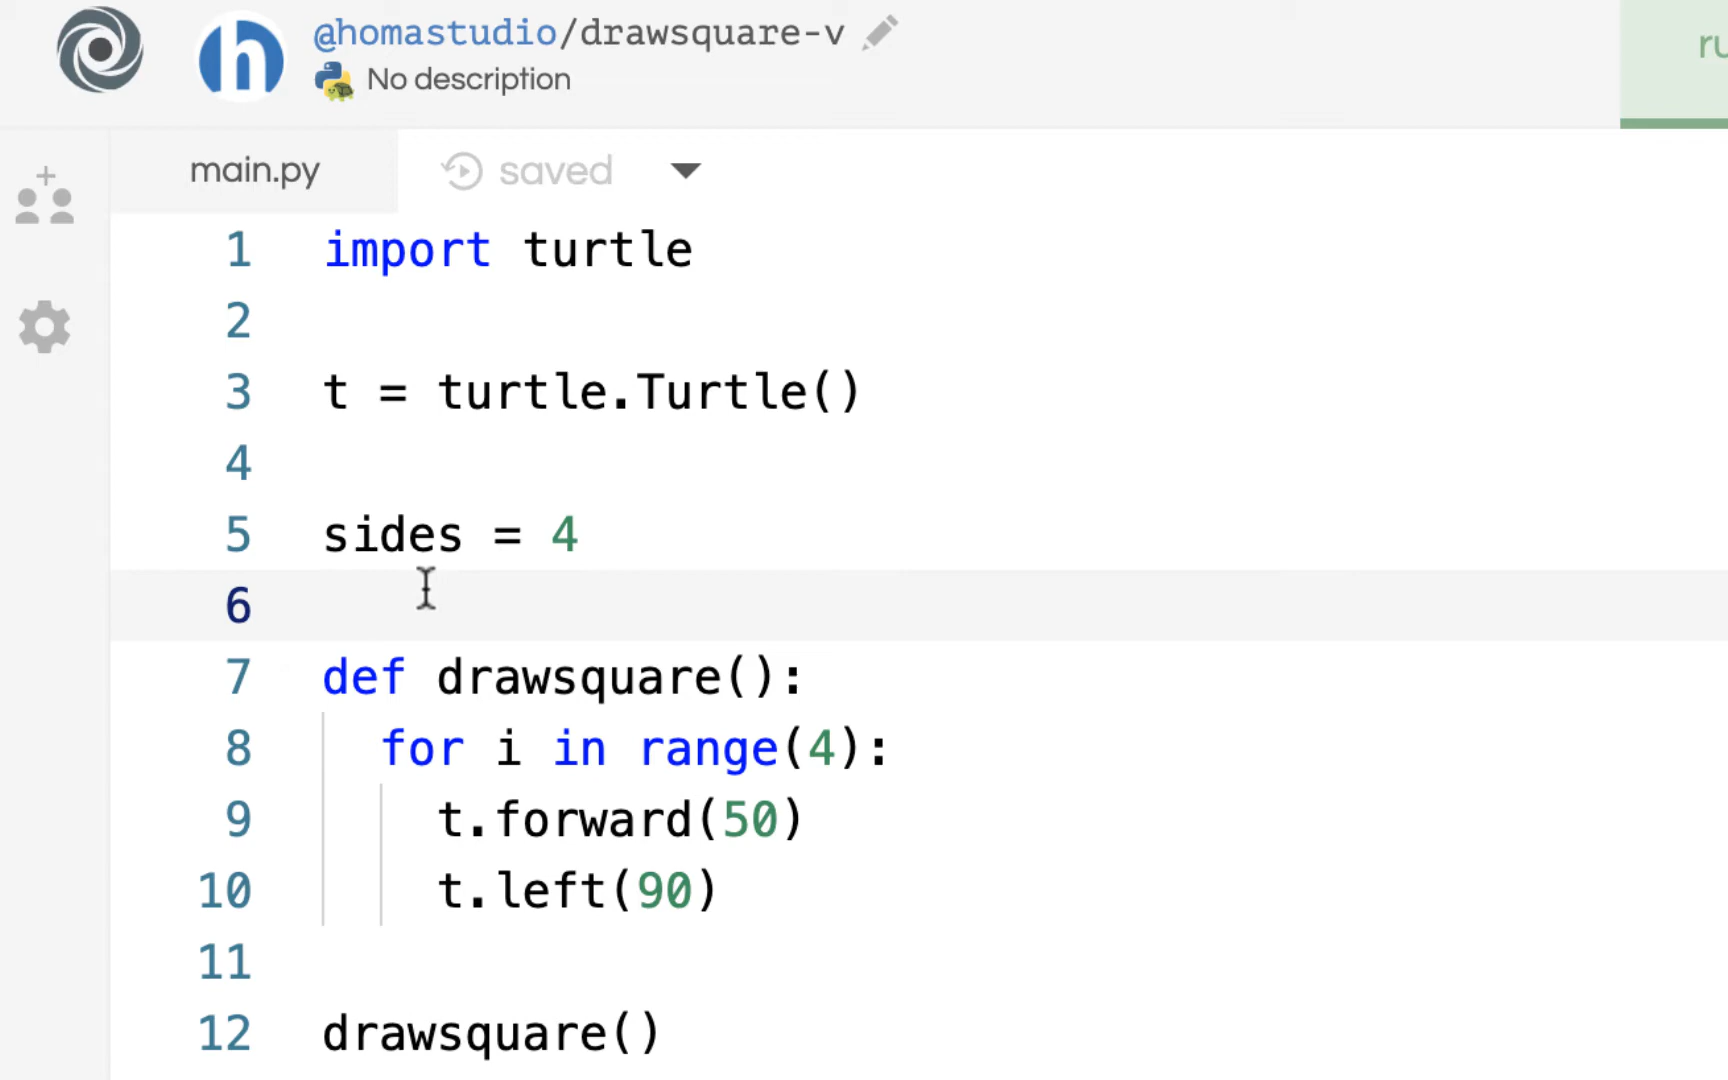 h
@homastudio/drawsquare-v
No description
main.py
saved
1 import turtle
2
3 t = turtle.Turtle()
4
5 sides = 4
6
7 def drawsquare():
8 for i in range(4):
9 t.forward(50)
10 t.left(90)
11
12 drawsquare()